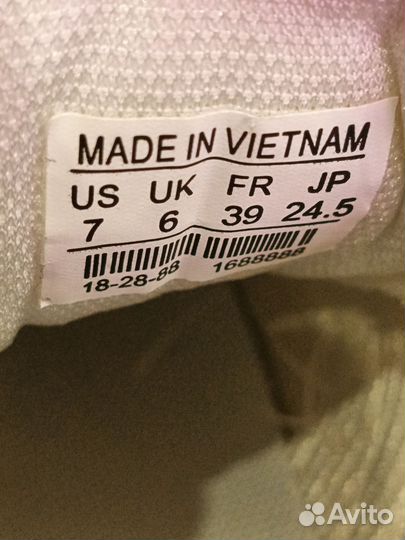 MADE IN VIETNAM
US UK FR JP
7 6 39 24.5
18-28-88 1688888
Avito